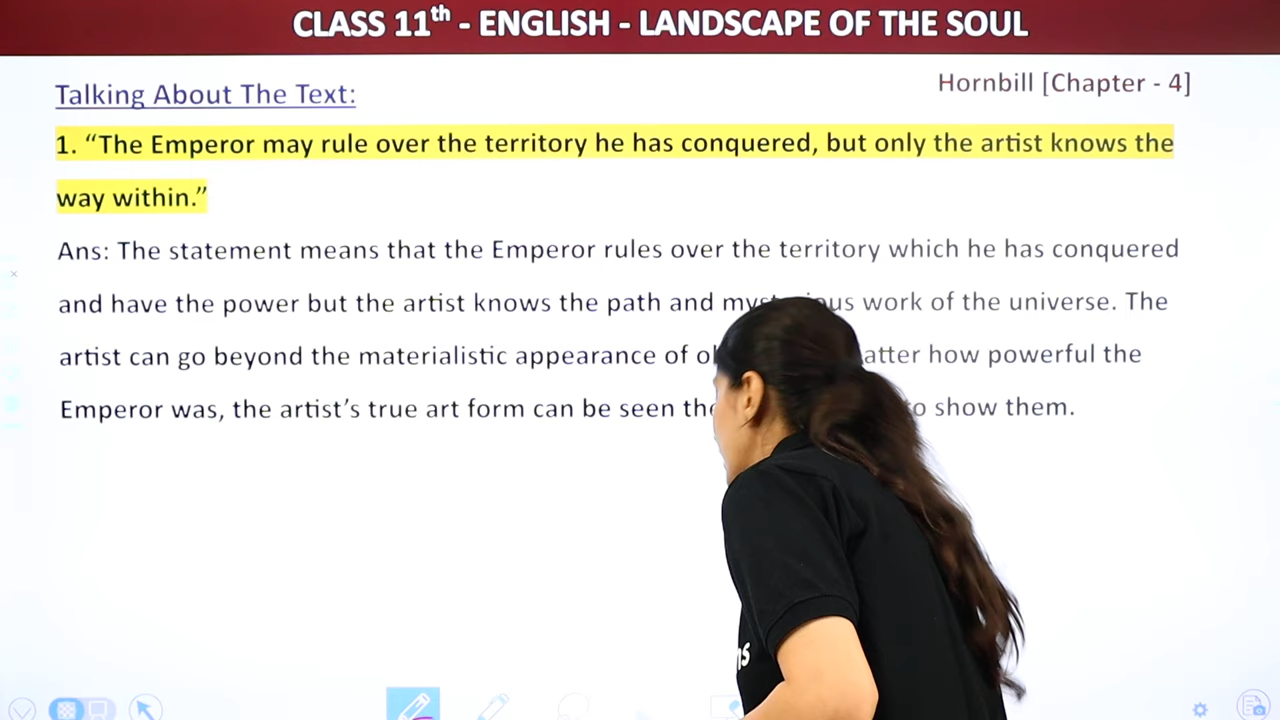 CLASS 11th - ENGLISH - LANDSCAPE OF THE SOUL
Talking About The Text:
Hornbill [Chapter - 4]
1. “The Emperor may rule over the territory he has conquered, but only the artist knows the
way within.”
Ans: The statement means that the Emperor rules over the territory which he has conquered
and have the power but the artist knows the path and mysterious work of the universe. The
artist can go beyond the materialistic appearance of how powerful the
Emperor was, the artist’s true art form can be seen to show them.